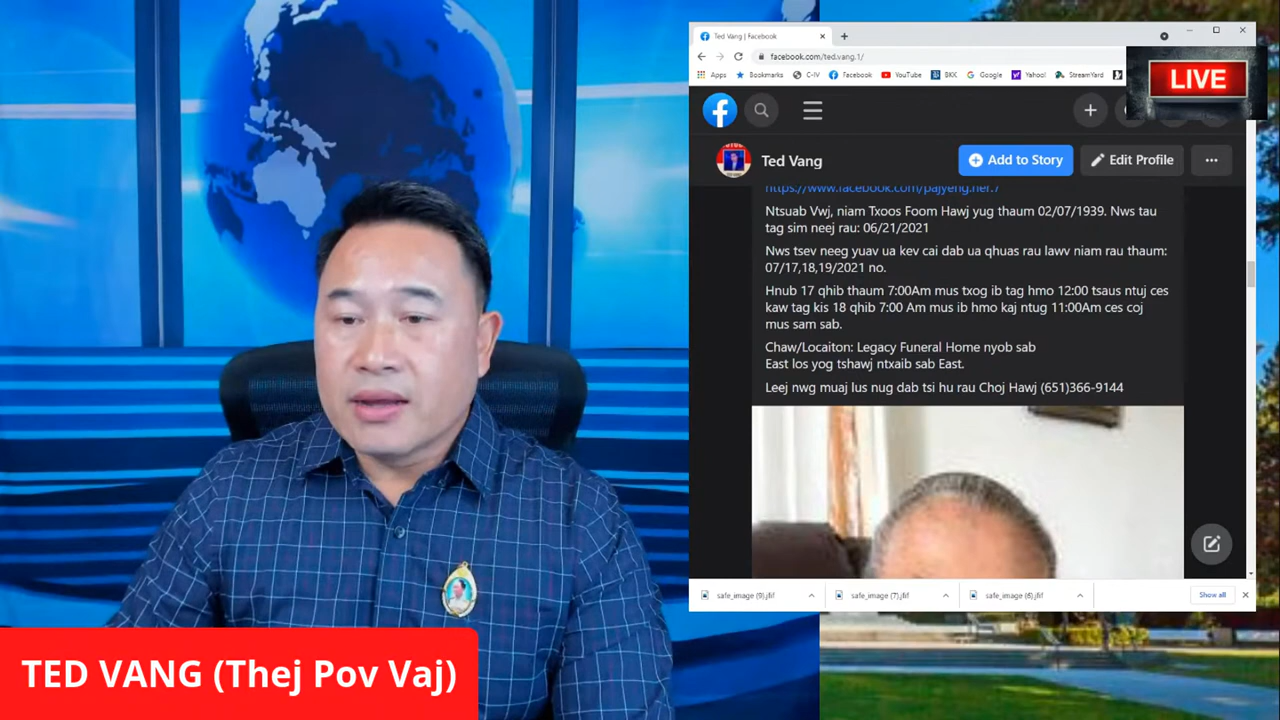 Ted Vang | Facebook
facebook.com/ted.vang.1/
Apps Bookmarks C-IV Facebook YouTube BKK Google Yahoo! StreamYard
LIVE
Ted Vang
Add to Story
Edit Profile
https://www.facebook.com/pajyeng.her.7
Ntsuab Vwj, niam Txoos Foom Hawj yug thaum 02/07/1939. Nws tau
tag sim neej rau: 06/21/2021
Nws tsev neeg yuav ua kev cai dab ua qhuas rau lawv niam rau thaum:
07/17,18,19/2021 no.
Hnub 17 qhib thaum 7:00Am mus txog ib tag hmo 12:00 tsaus ntuj ces
kaw tag kis 18 qhib 7:00 Am mus ib hmo kaj ntug 11:00Am ces coj
mus sam sab.
Chaw/Locaiton: Legacy Funeral Home nyob sab
East los yog tshawj ntxaib sab East.
Leej nwg muaj lus nug dab tsi hu rau Choj Hawj (651)366-9144
safe_image (9).jfif
safe_image (7).jfif
safe_image (6).jfif
Show all
TED VANG (Thej Pov Vaj)